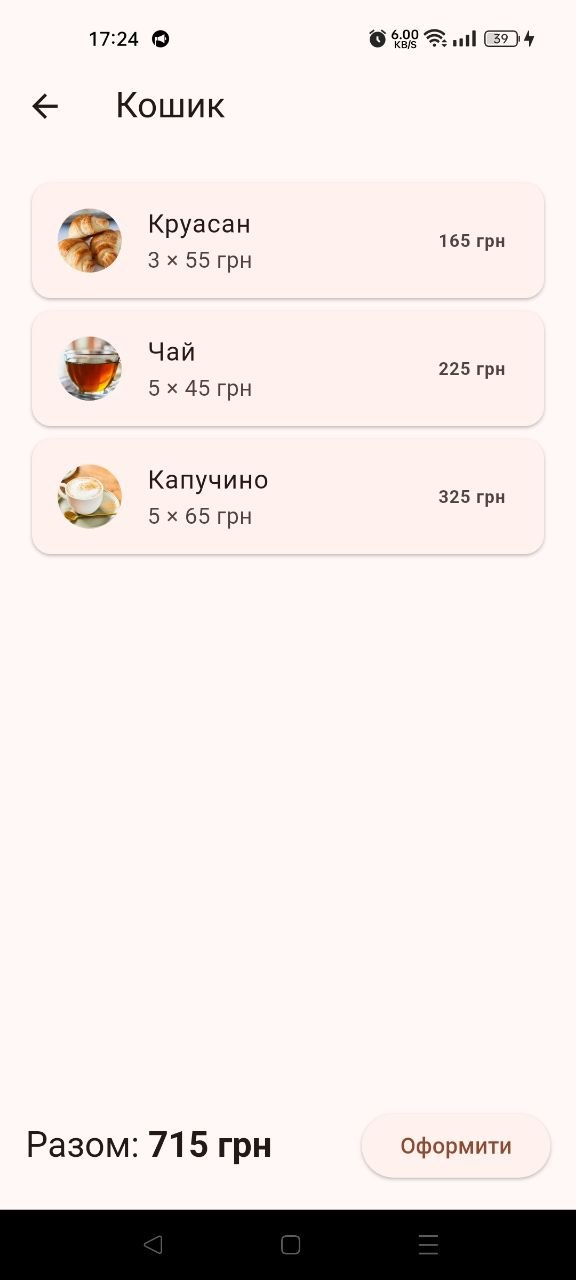 17:24
6.00
KB/S
39
Кошик
Круасан
3 × 55 грн
165 грн
Чай
5 × 45 грн
225 грн
Капучино
5 × 65 грн
325 грн
Разом: 715 грн
Оформити